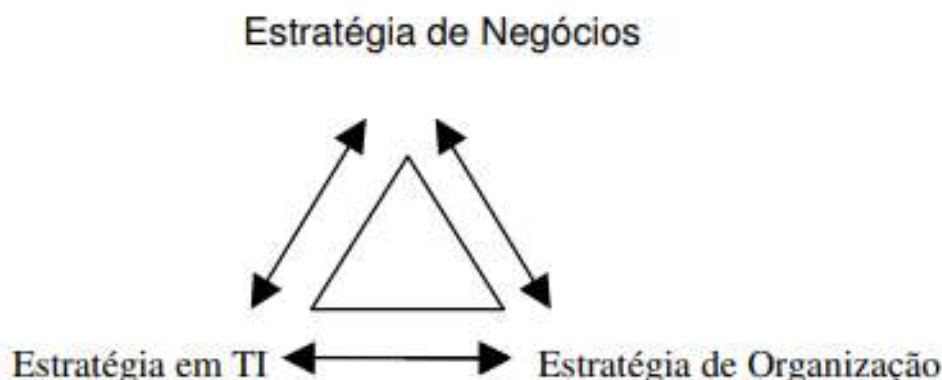 Estratégia de Negócios
Estratégia em TI
Estratégia de Organização